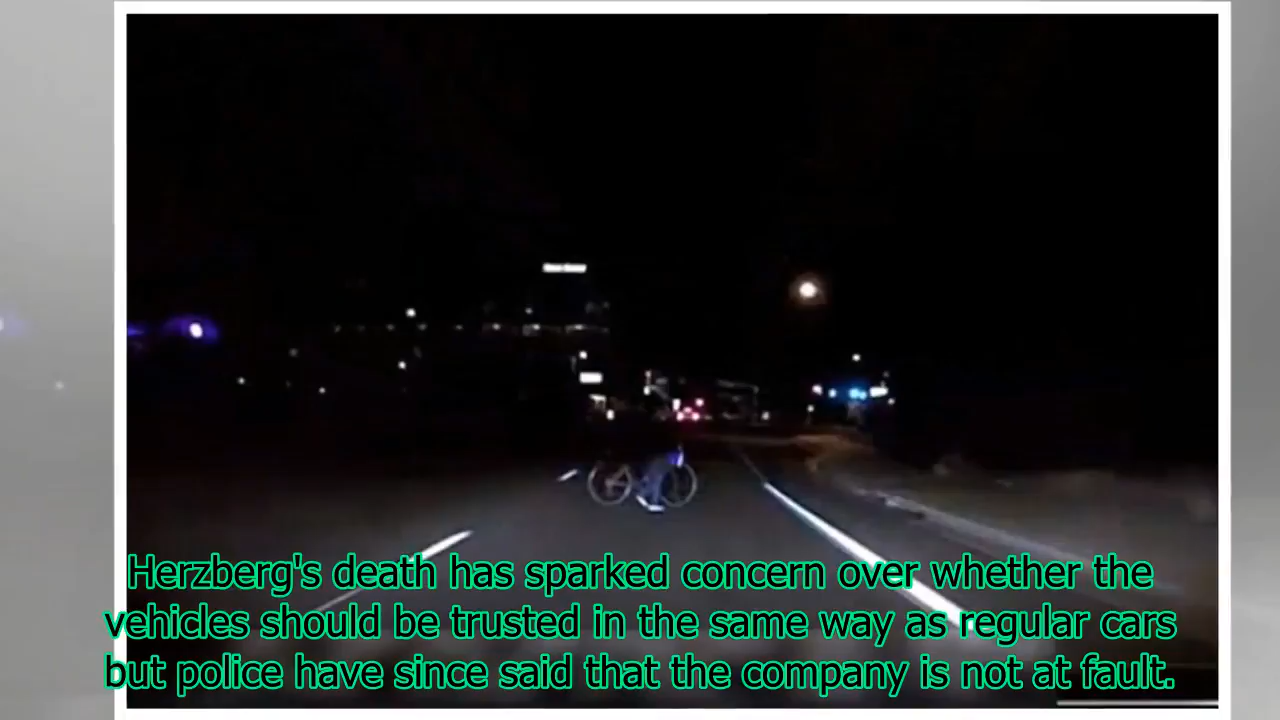 Herzberg's death has sparked concern over whether the
vehicles should be trusted in the same way as regular cars
but police have since said that the company is not at fault.